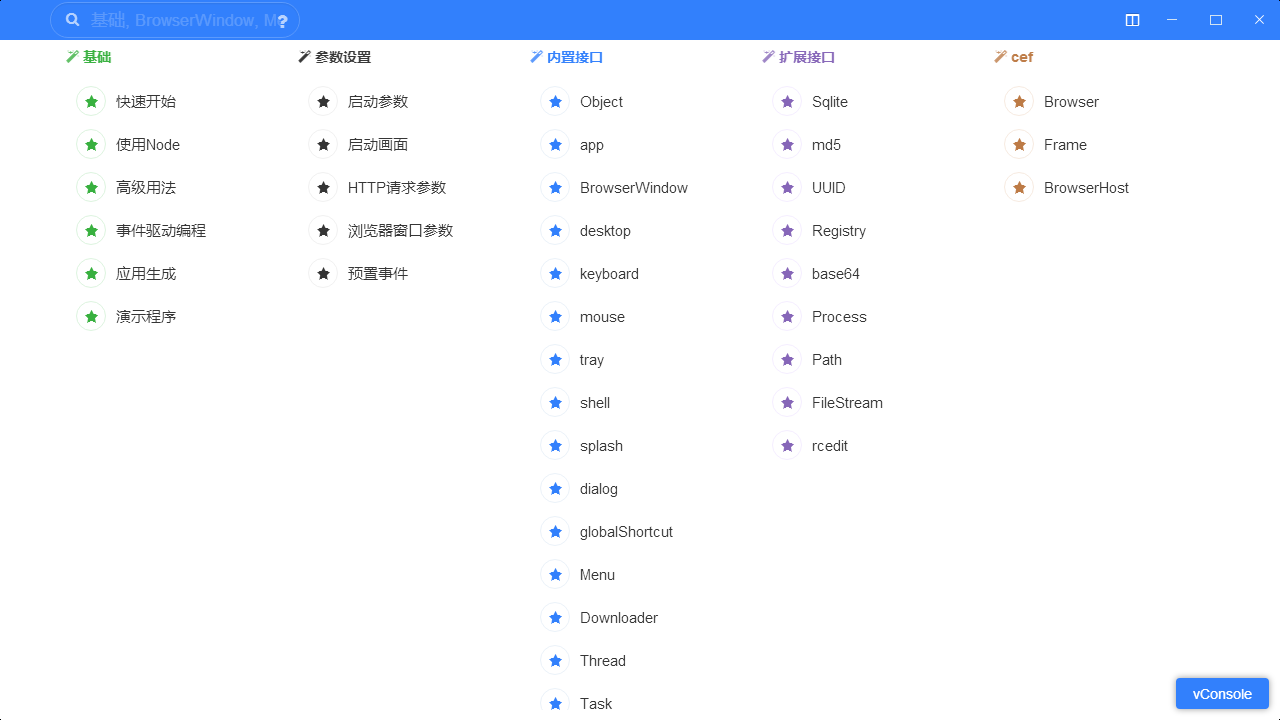 基础, BrowserWindow, M
?
基础
快速开始
使用Node
高级用法
事件驱动编程
应用生成
演示程序
参数设置
启动参数
启动画面
HTTP请求参数
浏览器窗口参数
预置事件
内置接口
Object
app
BrowserWindow
desktop
keyboard
mouse
tray
shell
splash
dialog
globalShortcut
Menu
Downloader
Thread
Task
扩展接口
Sqlite
md5
UUID
Registry
base64
Process
Path
FileStream
rcedit
cef
Browser
Frame
BrowserHost
vConsole